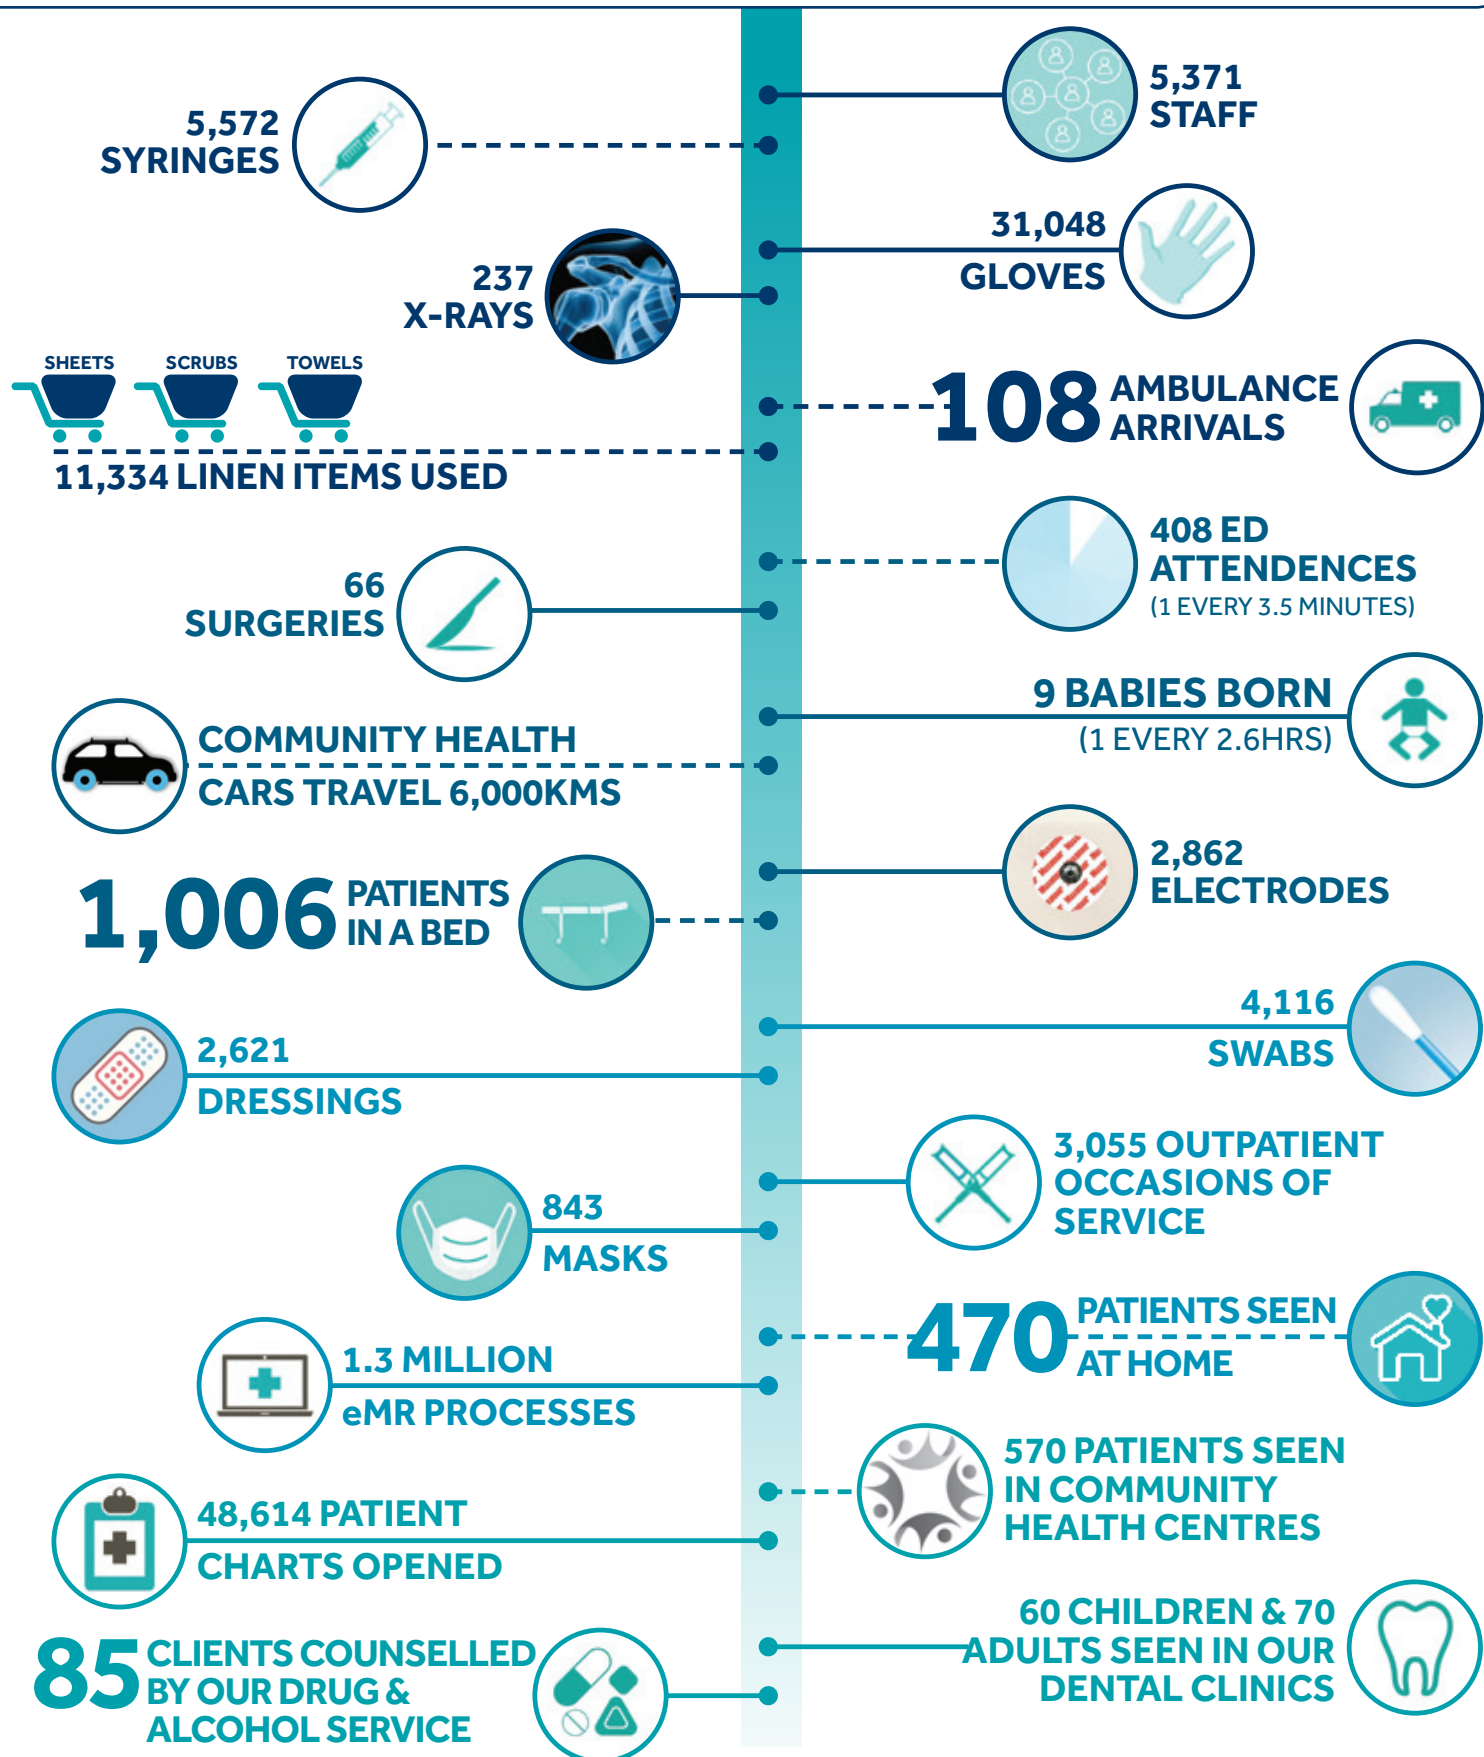 5,371
STAFF
5,572
SYRINGES
31,048
GLOVES
237
X-RAYS
SHEETS
SCRUBS
TOWELS
11,334 LINEN ITEMS USED
108 AMBULANCE
ARRIVALS
408 ED
ATTENDENCES
(1 EVERY 3.5 MINUTES)
66
SURGERIES
9 BABIES BORN
(1 EVERY 2.6HRS)
COMMUNITY HEALTH
CARS TRAVEL 6,000KMS
2,862
ELECTRODES
1,006 PATIENTS
IN A BED
4,116
SWABS
2,621
DRESSINGS
3,055 OUTPATIENT
OCCASIONS OF
SERVICE
843
MASKS
470 PATIENTS SEEN
AT HOME
1.3 MILLION
eMR PROCESSES
570 PATIENTS SEEN
IN COMMUNITY
HEALTH CENTRES
48,614 PATIENT
CHARTS OPENED
60 CHILDREN & 70
ADULTS SEEN IN OUR
DENTAL CLINICS
85 CLIENTS COUNSELLED
BY OUR DRUG &
ALCOHOL SERVICE